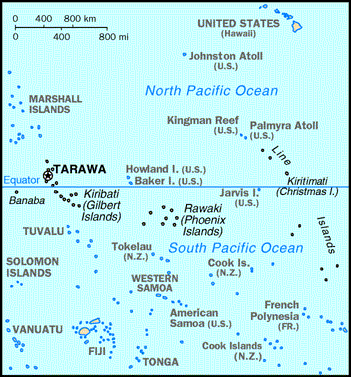 0 400 800 km
0 400 800 mi
UNITED STATES
(Hawaii)
Johnston Atoll
(U.S.)
North Pacific Ocean
MARSHALL
ISLANDS
Kingman Reef
(U.S.)
Palmyra Atoll
(U.S.)
Line
TARAWA
Equator
Howland I. (U.S.)
Baker I. (U.S.)
Kiritimati
(Christmas I.)
Jarvis I.
(U.S.)
Banaba
Kiribati
(Gilbert
Islands)
Rawaki
(Phoenix
Islands)
Islands
TUVALU
Tokelau
(N.Z.)
South Pacific Ocean
SOLOMON
ISLANDS
Cook Is.
(N.Z.)
WESTERN
SAMOA
American
Samoa (U.S.)
French
Polynesia
(FR.)
VANUATU
FIJI
TONGA
Cook Islands
(N.Z.)